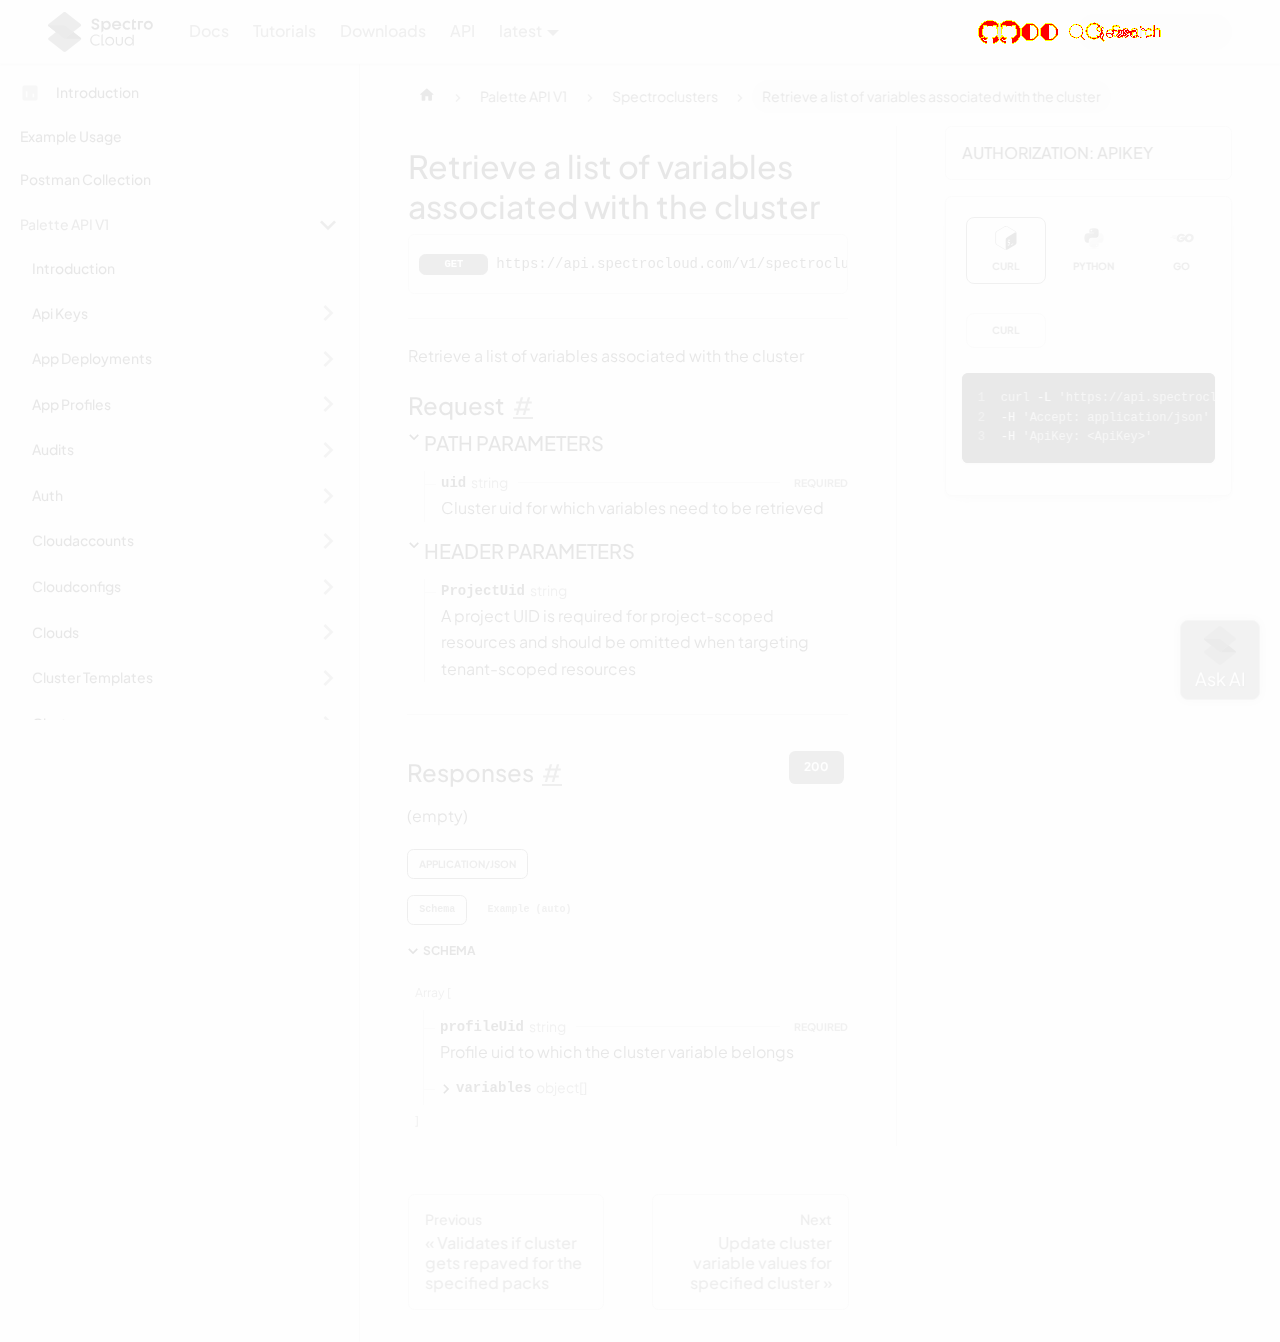 Spectro
Cloud
Docs
Tutorials
Downloads
API
latest
Introduction
Example Usage
Postman Collection
Palette API V1
Introduction
Api Keys
App Deployments
App Profiles
Audits
Auth
Cloudaccounts
Cloudconfigs
Clouds
Cluster Templates
Palette API V1
Spectroclusters
Retrieve a list of variables associated with the cluster
Retrieve a list of variables
associated with the cluster
GET https://api.spectrocloud.com/v1/spectroclu
Retrieve a list of variables associated with the cluster
Request #
PATH PARAMETERS
uid string REQUIRED
Cluster uid for which variables need to be retrieved
HEADER PARAMETERS
ProjectUid string
A project UID is required for project-scoped
resources and should be omitted when targeting
tenant-scoped resources
Responses #
200
(empty)
APPLICATION/JSON
Schema
Example (auto)
SCHEMA
Array [
profileUid string REQUIRED
Profile uid to which the cluster variable belongs
variables object[]
]
Previous
« Validates if cluster
gets repaved for the
specified packs
Next
Update cluster
variable values for
specified cluster »
AUTHORIZATION: APIKEY
CURL
PYTHON
GO
GO
CURL
1 curl -L 'https://api.spectrocl
2 -H 'Accept: application/json'
3 -H 'ApiKey: <ApiKey>'
Ask AI